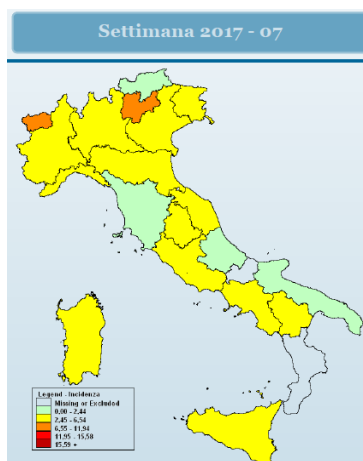 Settimana 2017 - 07
Legend - Incidenza
Missing or Excluded
0,00 - 2,44
2,45 - 6,54
6,55 - 11,94
11,95 - 15,58
15,59 +